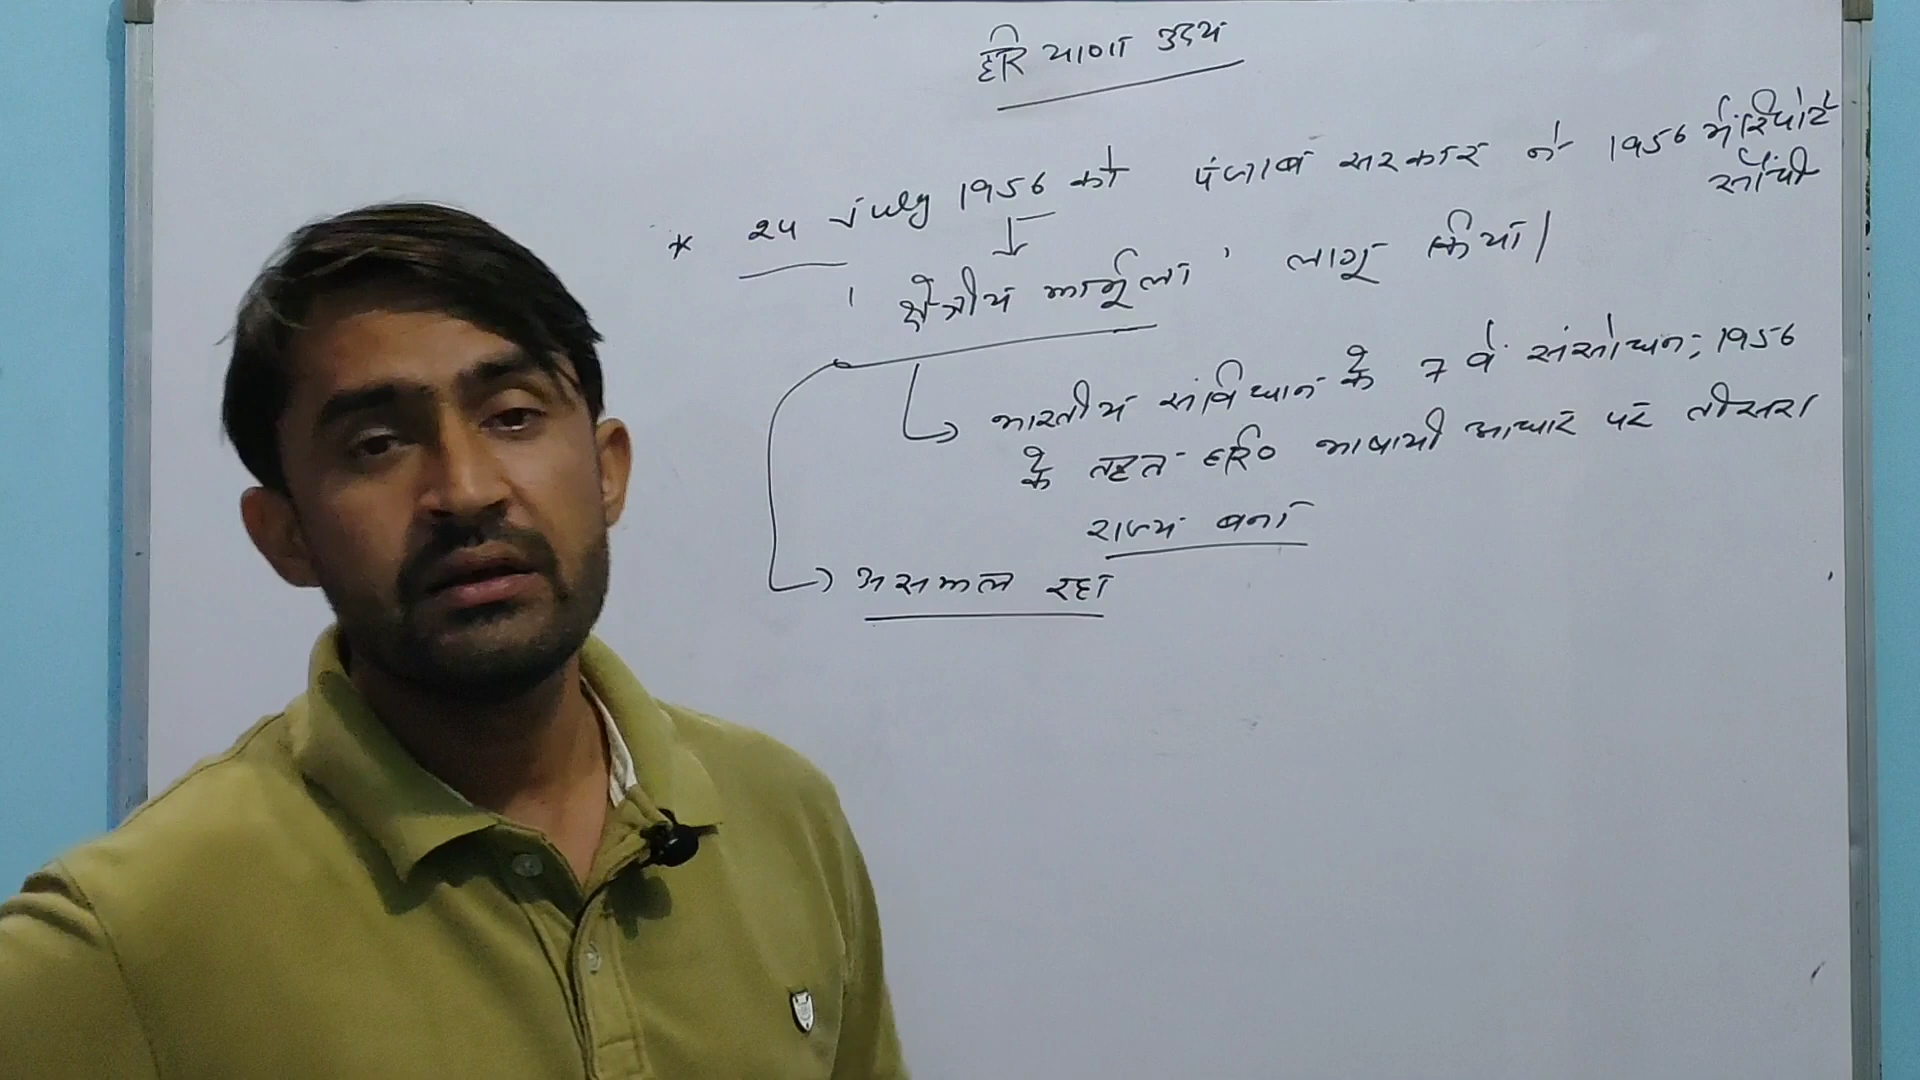 हरियाणा उदय
* 24 July 1956 को पंजाब सरकार ने 1956 में रिपोर्ट
सौंपी
' क्षेत्रीय फार्मूला ' लागू किया।
भारतीय संविधान के 7 वें संसोधन; 1956
के तहत हरि० भाषायी आधार पर तीसरा
राज्य बना
असफल रहा